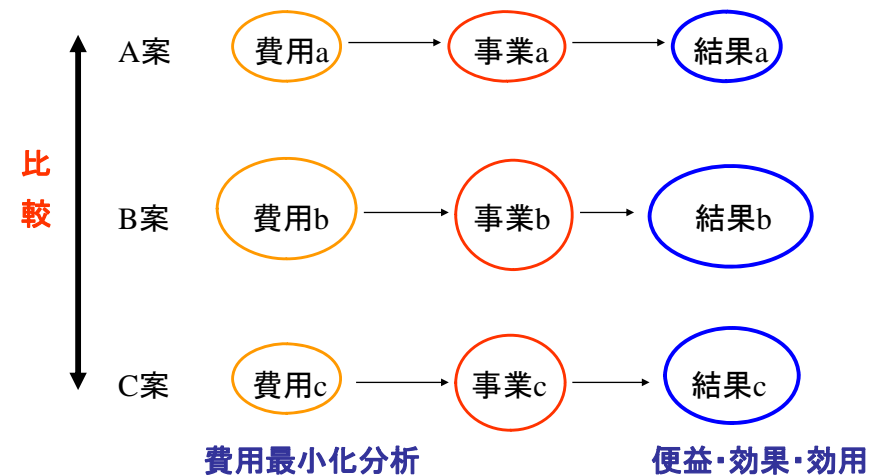 A案 費用a 事業a 結果a
比
較
B案 費用b 事業b 結果b
C案 費用c 事業c 結果c
費用最小化分析 便益・効果・効用